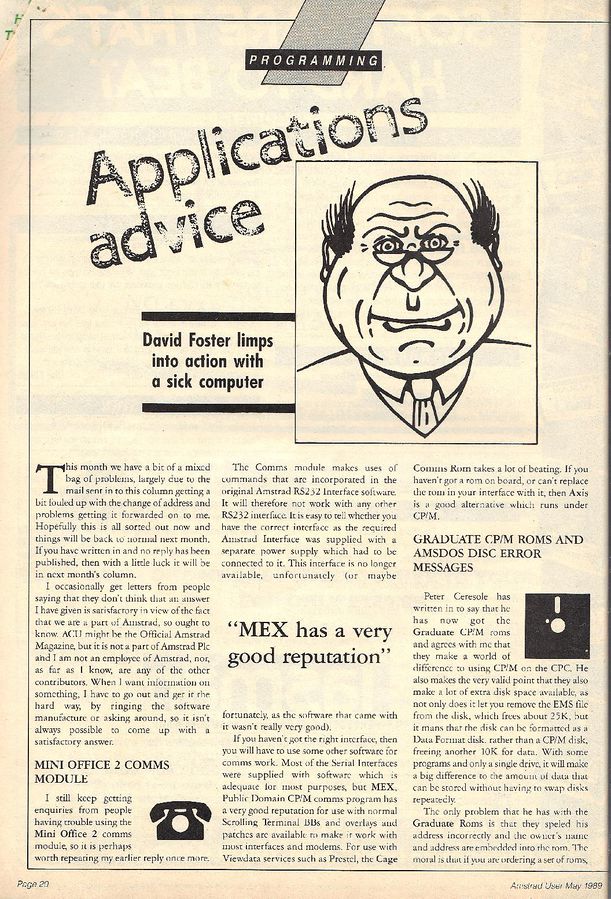 PROGRAMMING
Applications
advice
David Foster limps
into action with
a sick computer
This month we have a bit of a mixed
bag of problems, largely due to the
mail sent in to this column getting a
bit fouled up with the change of address and
problems getting it forwarded on to me.
Hopefully this is all sorted out now and
things will be back to normal next month.
If you have written in and no reply has been
published, then with a little luck it will be
in next month's column.
I occasionally get letters from people
saying that they don't think that an answer
I have given is satisfactory in view of the fact
that we are a part of Amstrad, so ought to
know. ACU might be the Official Amstrad
Magazine, but it is not a part of Amstrad Plc
and I am not an employee of Amstrad, nor,
as far as I know, are any of the other
contributors. When I want information on
something, I have to go out and get it the
hard way, by ringing the software
manufacture or asking around, so it isn't
always possible to come up with a
satisfactory answer.
MINI OFFICE 2 COMMS
MODULE
I still keep getting
enquiries from people
having trouble using the
Mini Office 2 comms
module, so it is perhaps
worth repeating my earlier reply once more.
The Comms module makes uses of
commands that are incorporated in the
original Amstrad RS232 Interface software.
It will therefore not work with any other
RS232 interface. It is easy to tell whether you
have the correct interface as the required
Amstrad Interface was supplied with a
separate power supply which had to be
connected to it. This interface is no longer
available, unfortunately (or maybe
"MEX has a very
good reputation"
fortunately, as the software that came with
it wasn't really very good).
If you haven't got the right interface, then
you will have to use some other software for
comms work. Most of the Serial Interfaces
were supplied with software which is
adequate for most purposes, but MEX,
Public Domain CP/M comms program has
a very good reputation for use with normal
Scrolling Terminal BBs and overlays and
patches are available to make it work with
most interfaces and modems. For use with
Viewdata services such as Prestel, the Cage
Comms Rom takes a lot of beating. If you
haven't got a rom on board, or can't replace
the rom in your interface with it, then Axis
is a good alternative which runs under
CP/M.
GRADUATE CP/M ROMS AND
AMSDOS DISC ERROR
MESSAGES
Peter Ceresole has
written in to say that he
has now got the
Graduate CP/M roms
and agrees with me that
they make a world of
difference to using CP/M on the CPC. He
also makes the very valid point that they also
make a lot of extra disk space available, as
not only does it let you remove the EMS file
from the disk, which frees about 25K, but
it mans that the disk can be formatted as a
Data Format disk, rather than a CP/M disk,
freeing another 10K for data. With some
programs and only a single drive, it will make
a big difference to the amount of data that
can be stored without having to swap disks
repeatedly.
The only problem that he has with the
Graduate Roms is that they speled his
address incorrectly and the owner's name
and address are embedded into the rom. The
moral is that if you are ordering a set of roms,
Page 20
Amstrad User May 1989